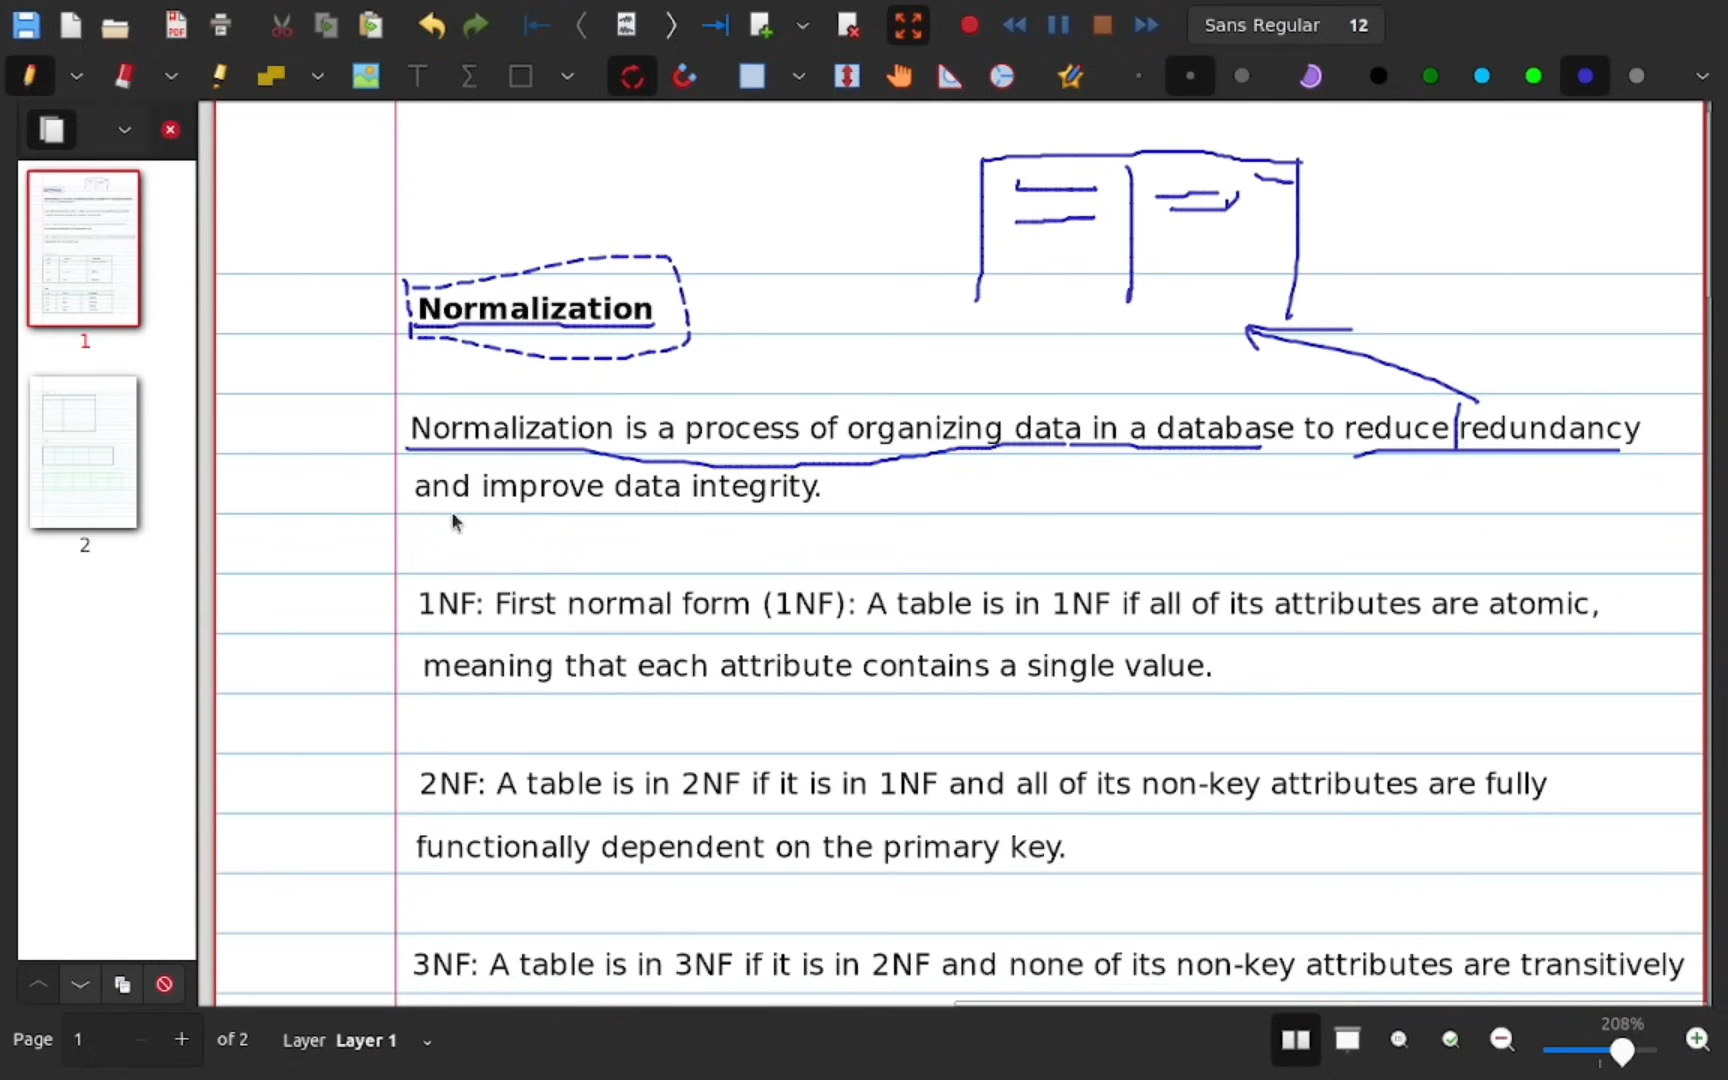 Sans Regular 12
Normalization
Normalization is a process of organizing data in a database to reduce redundancy
and improve data integrity.
1NF: First normal form (1NF): A table is in 1NF if all of its attributes are atomic,
meaning that each attribute contains a single value.
2NF: A table is in 2NF if it is in 1NF and all of its non-key attributes are fully
functionally dependent on the primary key.
3NF: A table is in 3NF if it is in 2NF and none of its non-key attributes are transitively
1
2
Page 1 of 2 Layer Layer 1
208%